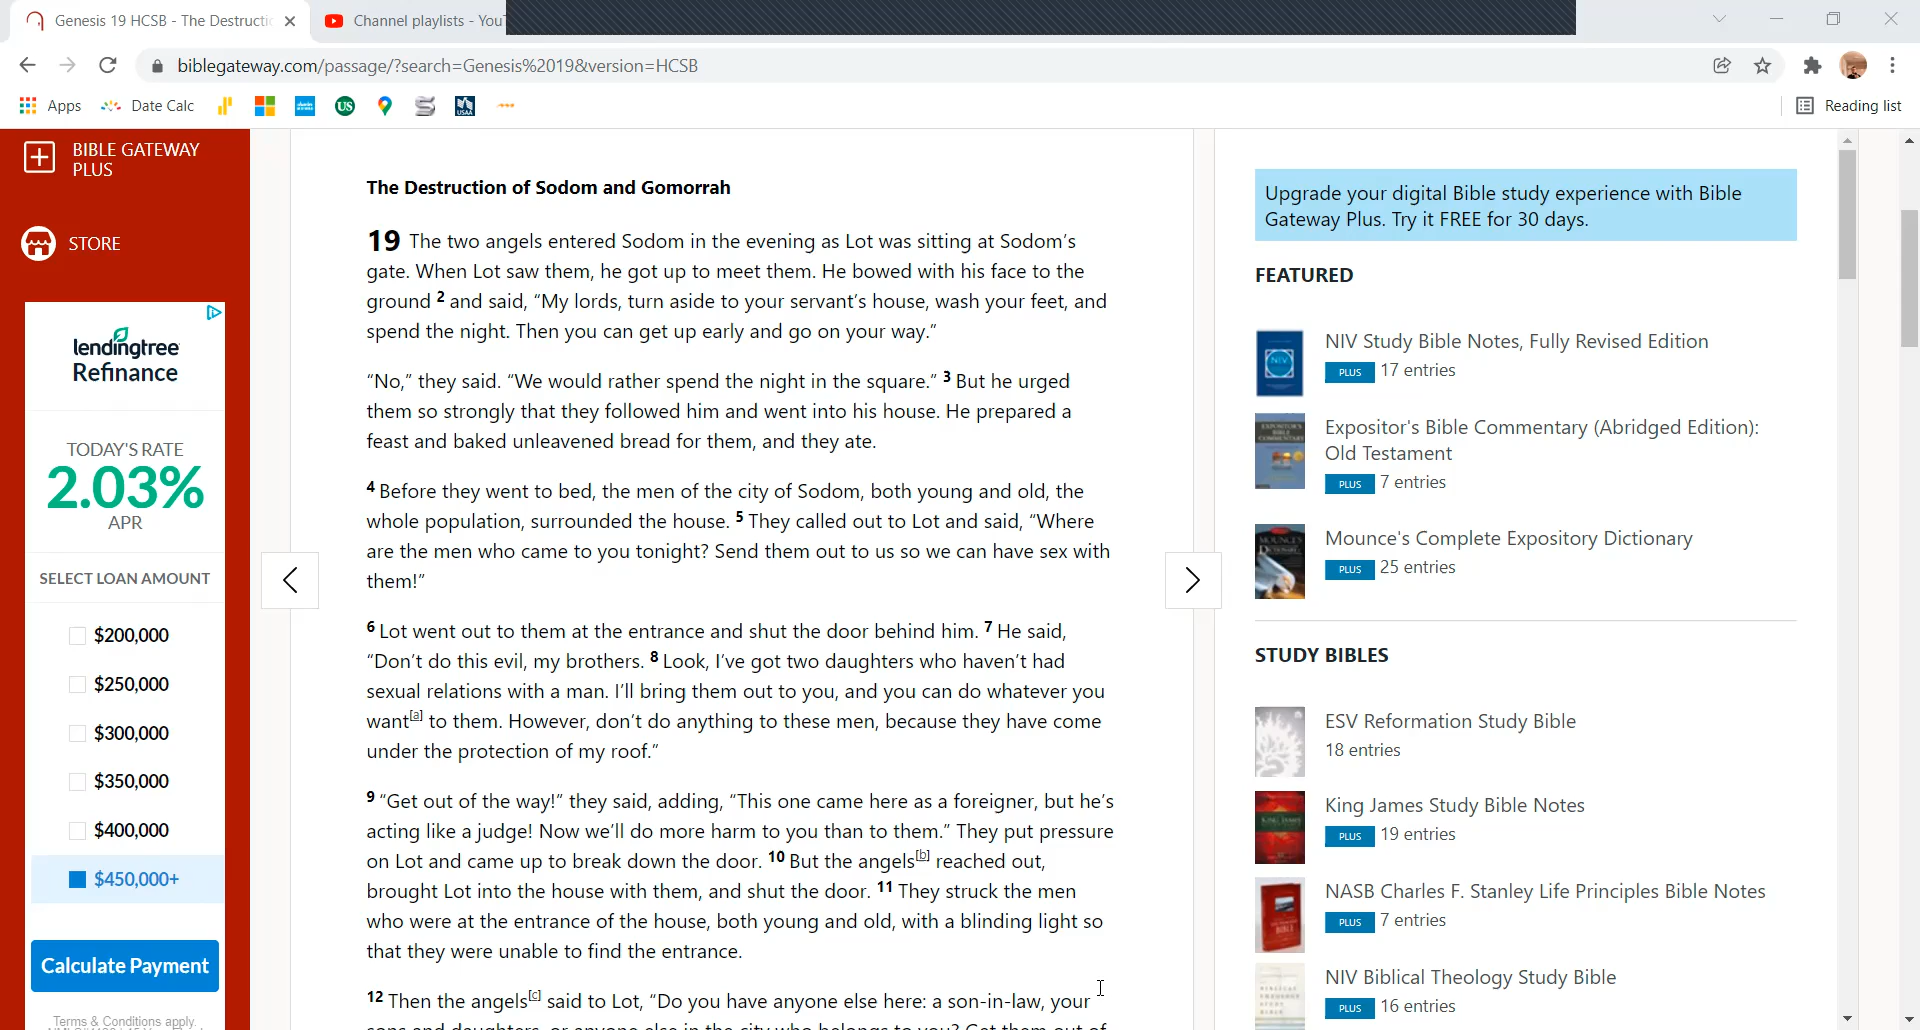 Genesis 19 HCSB - The Destructi
Channel playlists - You
biblegateway.com/passage/?search=Genesis%2019&version=HCSB
Apps
Date Calc
US
USAA
Reading list
BIBLE GATEWAY
PLUS
STORE
lendingtree
Refinance
TODAY'S RATE
2.03%
APR
SELECT LOAN AMOUNT
$200,000
$250,000
$300,000
$350,000
$400,000
$450,000+
Calculate Payment
Terms & Conditions apply.
The Destruction of Sodom and Gomorrah
19 The two angels entered Sodom in the evening as Lot was sitting at Sodom’s
gate. When Lot saw them, he got up to meet them. He bowed with his face to the
ground 2 and said, “My lords, turn aside to your servant’s house, wash your feet, and
spend the night. Then you can get up early and go on your way.”
“No,” they said. “We would rather spend the night in the square.” 3 But he urged
them so strongly that they followed him and went into his house. He prepared a
feast and baked unleavened bread for them, and they ate.
4 Before they went to bed, the men of the city of Sodom, both young and old, the
whole population, surrounded the house. 5 They called out to Lot and said, “Where
are the men who came to you tonight? Send them out to us so we can have sex with
them!”
6 Lot went out to them at the entrance and shut the door behind him. 7 He said,
“Don’t do this evil, my brothers. 8 Look, I’ve got two daughters who haven’t had
sexual relations with a man. I’ll bring them out to you, and you can do whatever you
want[a] to them. However, don’t do anything to these men, because they have come
under the protection of my roof.”
9 “Get out of the way!” they said, adding, “This one came here as a foreigner, but he’s
acting like a judge! Now we’ll do more harm to you than to them.” They put pressure
on Lot and came up to break down the door. 10 But the angels[b] reached out,
brought Lot into the house with them, and shut the door. 11 They struck the men
who were at the entrance of the house, both young and old, with a blinding light so
that they were unable to find the entrance.
12 Then the angels[c] said to Lot, “Do you have anyone else here: a son-in-law, your
sons and daughters, or anyone else in the city who belongs to you? Get them out of
Upgrade your digital Bible study experience with Bible
Gateway Plus. Try it FREE for 30 days.
FEATURED
NIV
NIV Study Bible Notes, Fully Revised Edition
PLUS 17 entries
Expositor's Bible Commentary (Abridged Edition):
Old Testament
PLUS 7 entries
Mounce's Complete Expository Dictionary
PLUS 25 entries
STUDY BIBLES
ESV Reformation Study Bible
18 entries
King James Study Bible Notes
PLUS 19 entries
NASB Charles F. Stanley Life Principles Bible Notes
PLUS 7 entries
NIV Biblical Theology Study Bible
PLUS 16 entries